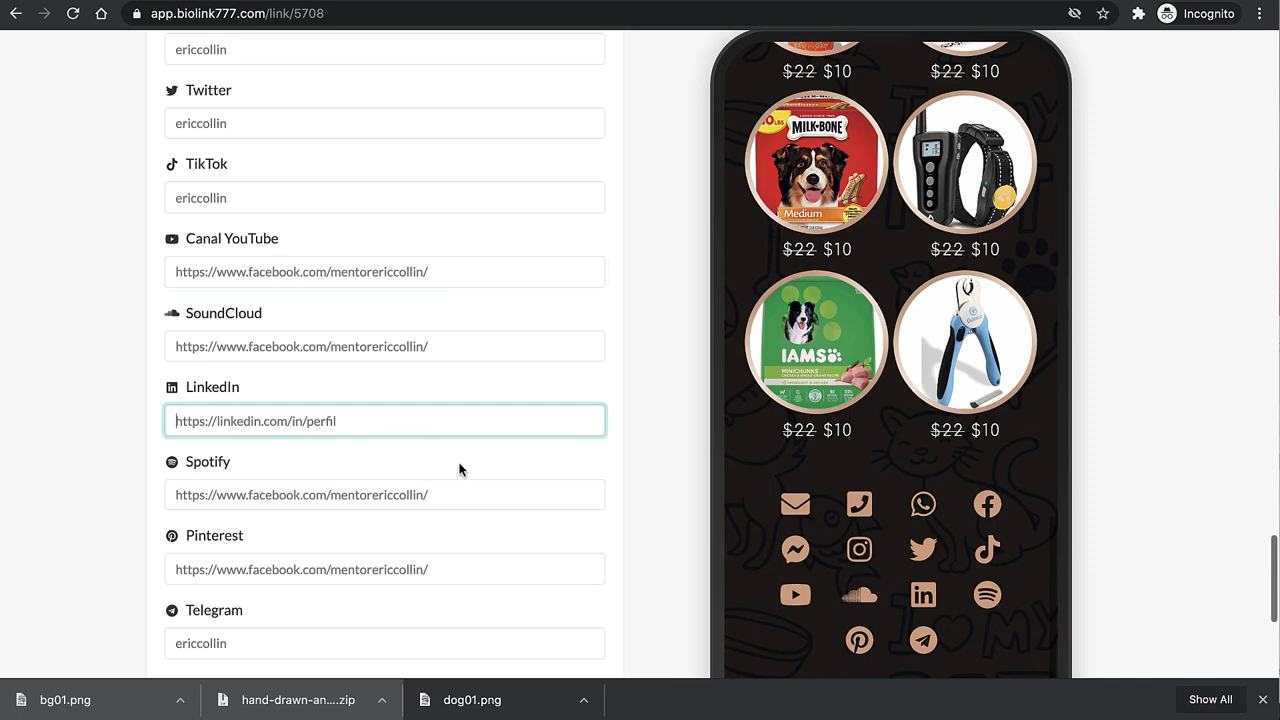 app.biolink777.com/link/5708
Incognito
ericcollin
Twitter
ericcollin
TikTok
ericcollin
Canal YouTube
https://www.facebook.com/mentorericcollin/
SoundCloud
https://www.facebook.com/mentorericcollin/
LinkedIn
https://linkedin.com/in/perfil
Spotify
https://www.facebook.com/mentorericcollin/
Pinterest
https://www.facebook.com/mentorericcollin/
Telegram
ericcollin
$22 $10
$22 $10
MILK-BONE
Medium
$22 $10
$22 $10
IAMS
MINICHUNKS
$22 $10
$22 $10
bg01.png
hand-drawn-an....zip
dog01.png
Show All